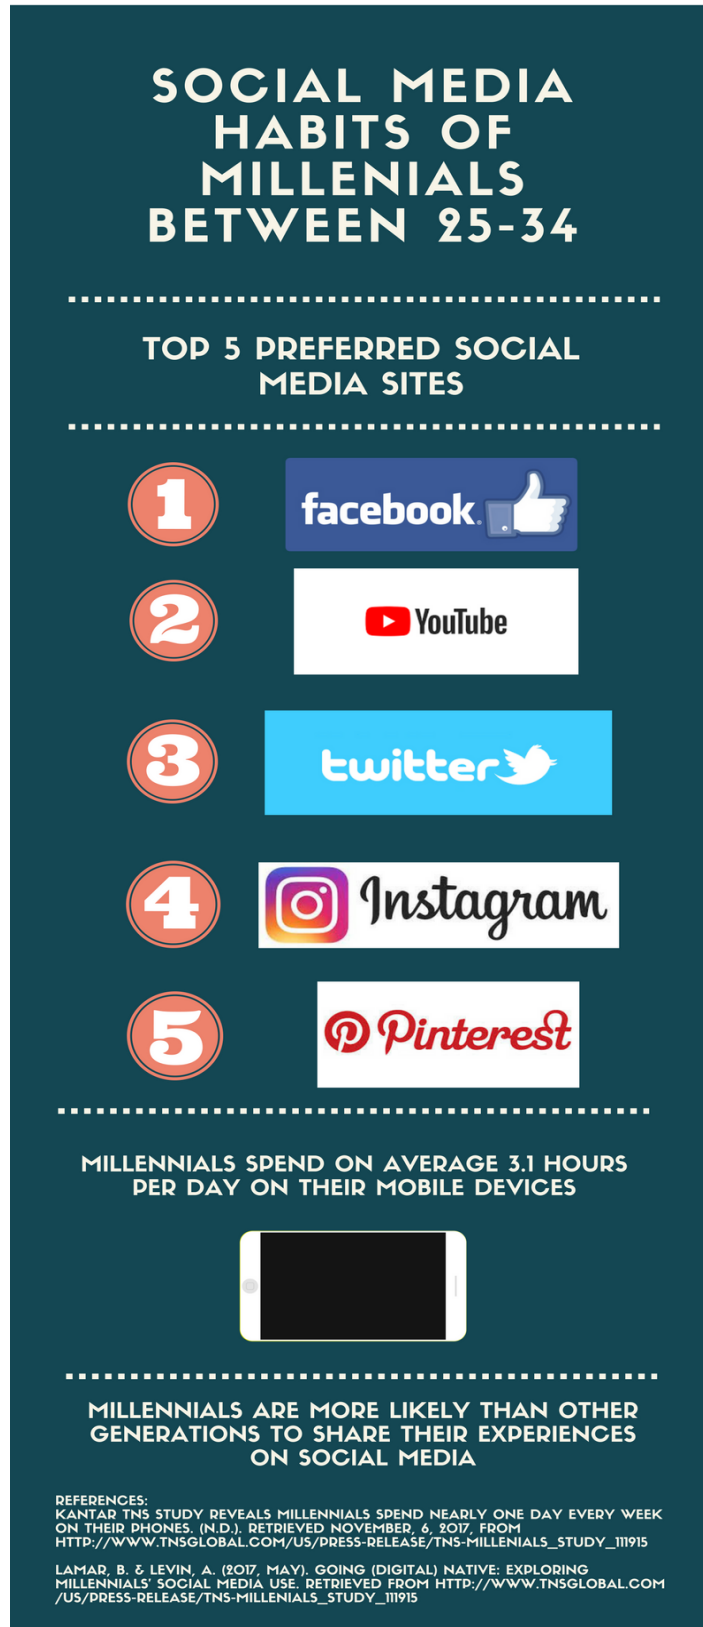 SOCIAL MEDIA
HABITS OF
MILLENIALS
BETWEEN 25-34
TOP 5 PREFERRED SOCIAL
MEDIA SITES
1
facebook
2
YouTube
3
twitter
4
Instagram
5
Pinterest
MILLENNIALS SPEND ON AVERAGE 3.1 HOURS
PER DAY ON THEIR MOBILE DEVICES
MILLENNIALS ARE MORE LIKELY THAN OTHER
GENERATIONS TO SHARE THEIR EXPERIENCES
ON SOCIAL MEDIA
REFERENCES:
KANTAR TNS STUDY REVEALS MILLENNIALS SPEND NEARLY ONE DAY EVERY WEEK
ON THEIR PHONES. (N.D.). RETRIEVED NOVEMBER, 6, 2017, FROM
HTTP://WWW.TNSGLOBAL.COM/US/PRESS-RELEASE/TNS-MILLENIALS_STUDY_111915
LAMAR, B. & LEVIN, A. (2017, MAY). GOING (DIGITAL) NATIVE: EXPLORING
MILLENNIALS' SOCIAL MEDIA USE. RETRIEVED FROM HTTP://WWW.TNSGLOBAL.COM
/US/PRESS-RELEASE/TNS-MILLENIALS_STUDY_111915